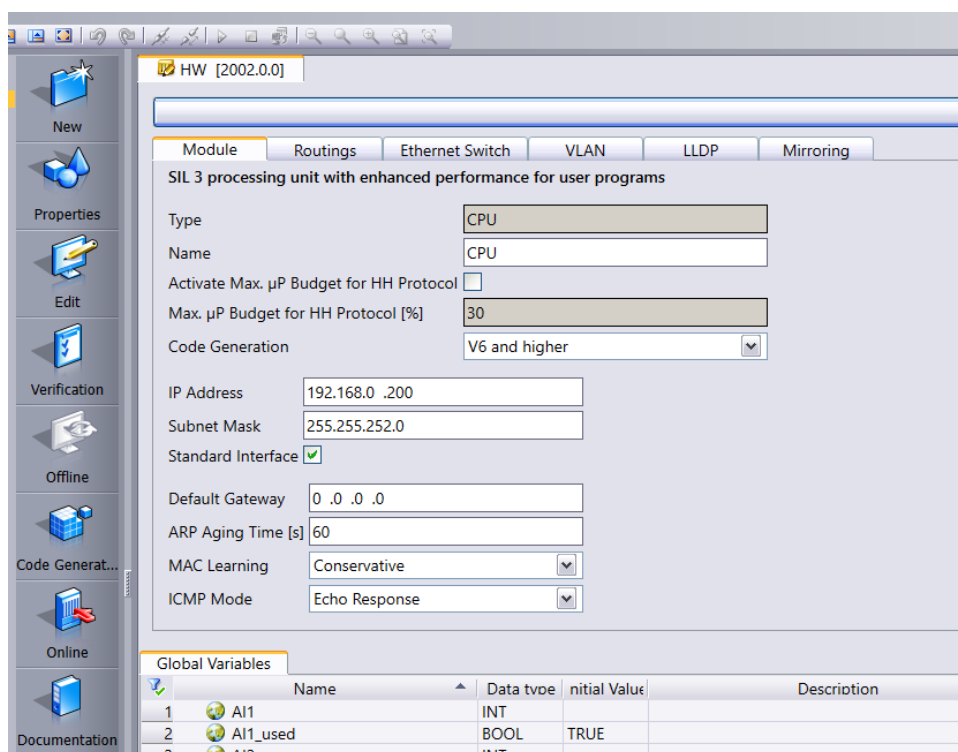 HW [2002.0.0]
New
Properties
Edit
Verification
Offline
Code Generat...
Online
Documentation
Module Routings Ethernet Switch VLAN LLDP Mirroring
SIL 3 processing unit with enhanced performance for user programs
Type CPU
Name CPU
Activate Max. µP Budget for HH Protocol
Max. µP Budget for HH Protocol [%] 30
Code Generation V6 and higher
IP Address 192.168.0 .200
Subnet Mask 255.255.252.0
Standard Interface
Default Gateway 0 .0 .0 .0
ARP Aging Time [s] 60
MAC Learning Conservative
ICMP Mode Echo Response
Global Variables
Name Data type nitial Value Description
1 AI1 INT
2 AI1_used BOOL TRUE